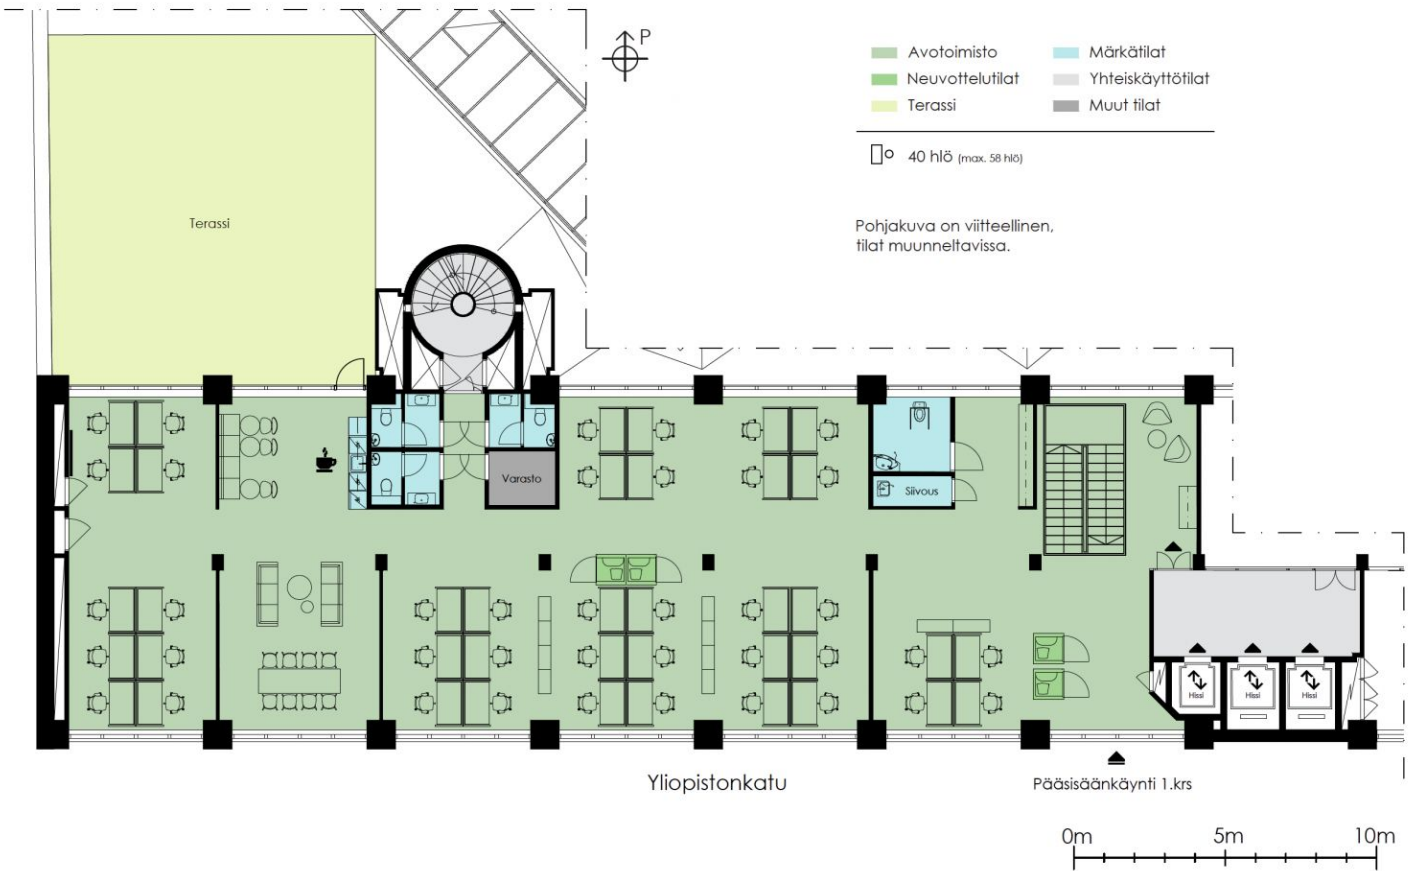 P
Avotoimisto
Neuvottelutilat
Terassi
Märkätilat
Yhteiskäyttötilat
Muut tilat
40 hlö (max. 58 hlö)
Pohjakuva on viitteellinen,
tilat muunneltavissa.
Terassi
Varasto
Siivous
Hissi
Hissi
Hissi
Yliopistonkatu
Pääsisäänkäynti 1.krs
0m 5m 10m